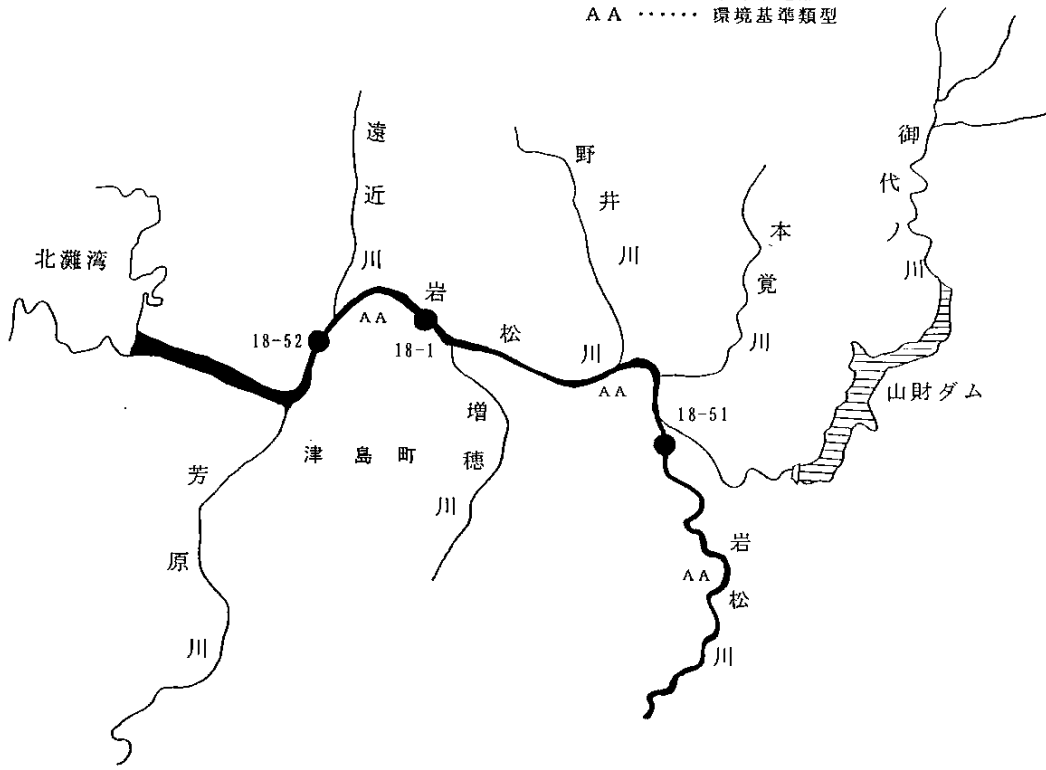 AA ······ 環境基準類型
遠近川
野井川
本覚川
御代ノ川
北灘湾
岩松川
AA
18-52
18-1
AA
18-51
山財ダム
増穂川
津島町
芳原川
岩松川
AA